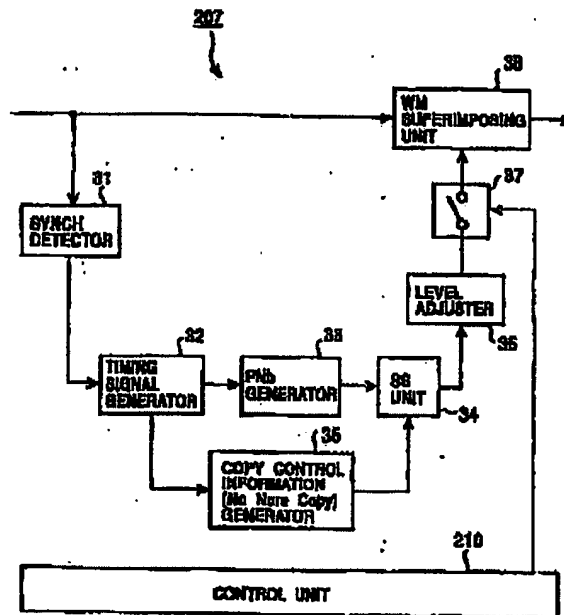 207
38
WM
SUPERIMPOSING
UNIT
37
31
SYNCH
DETECTOR
LEVEL
ADJUSTER
36
32
TIMING
SIGNAL
GENERATOR
33
PNb
GENERATOR
SS
UNIT
34
35
COPY CONTROL
INFORMATION
(No More Copy)
GENERATOR
210
CONTROL UNIT